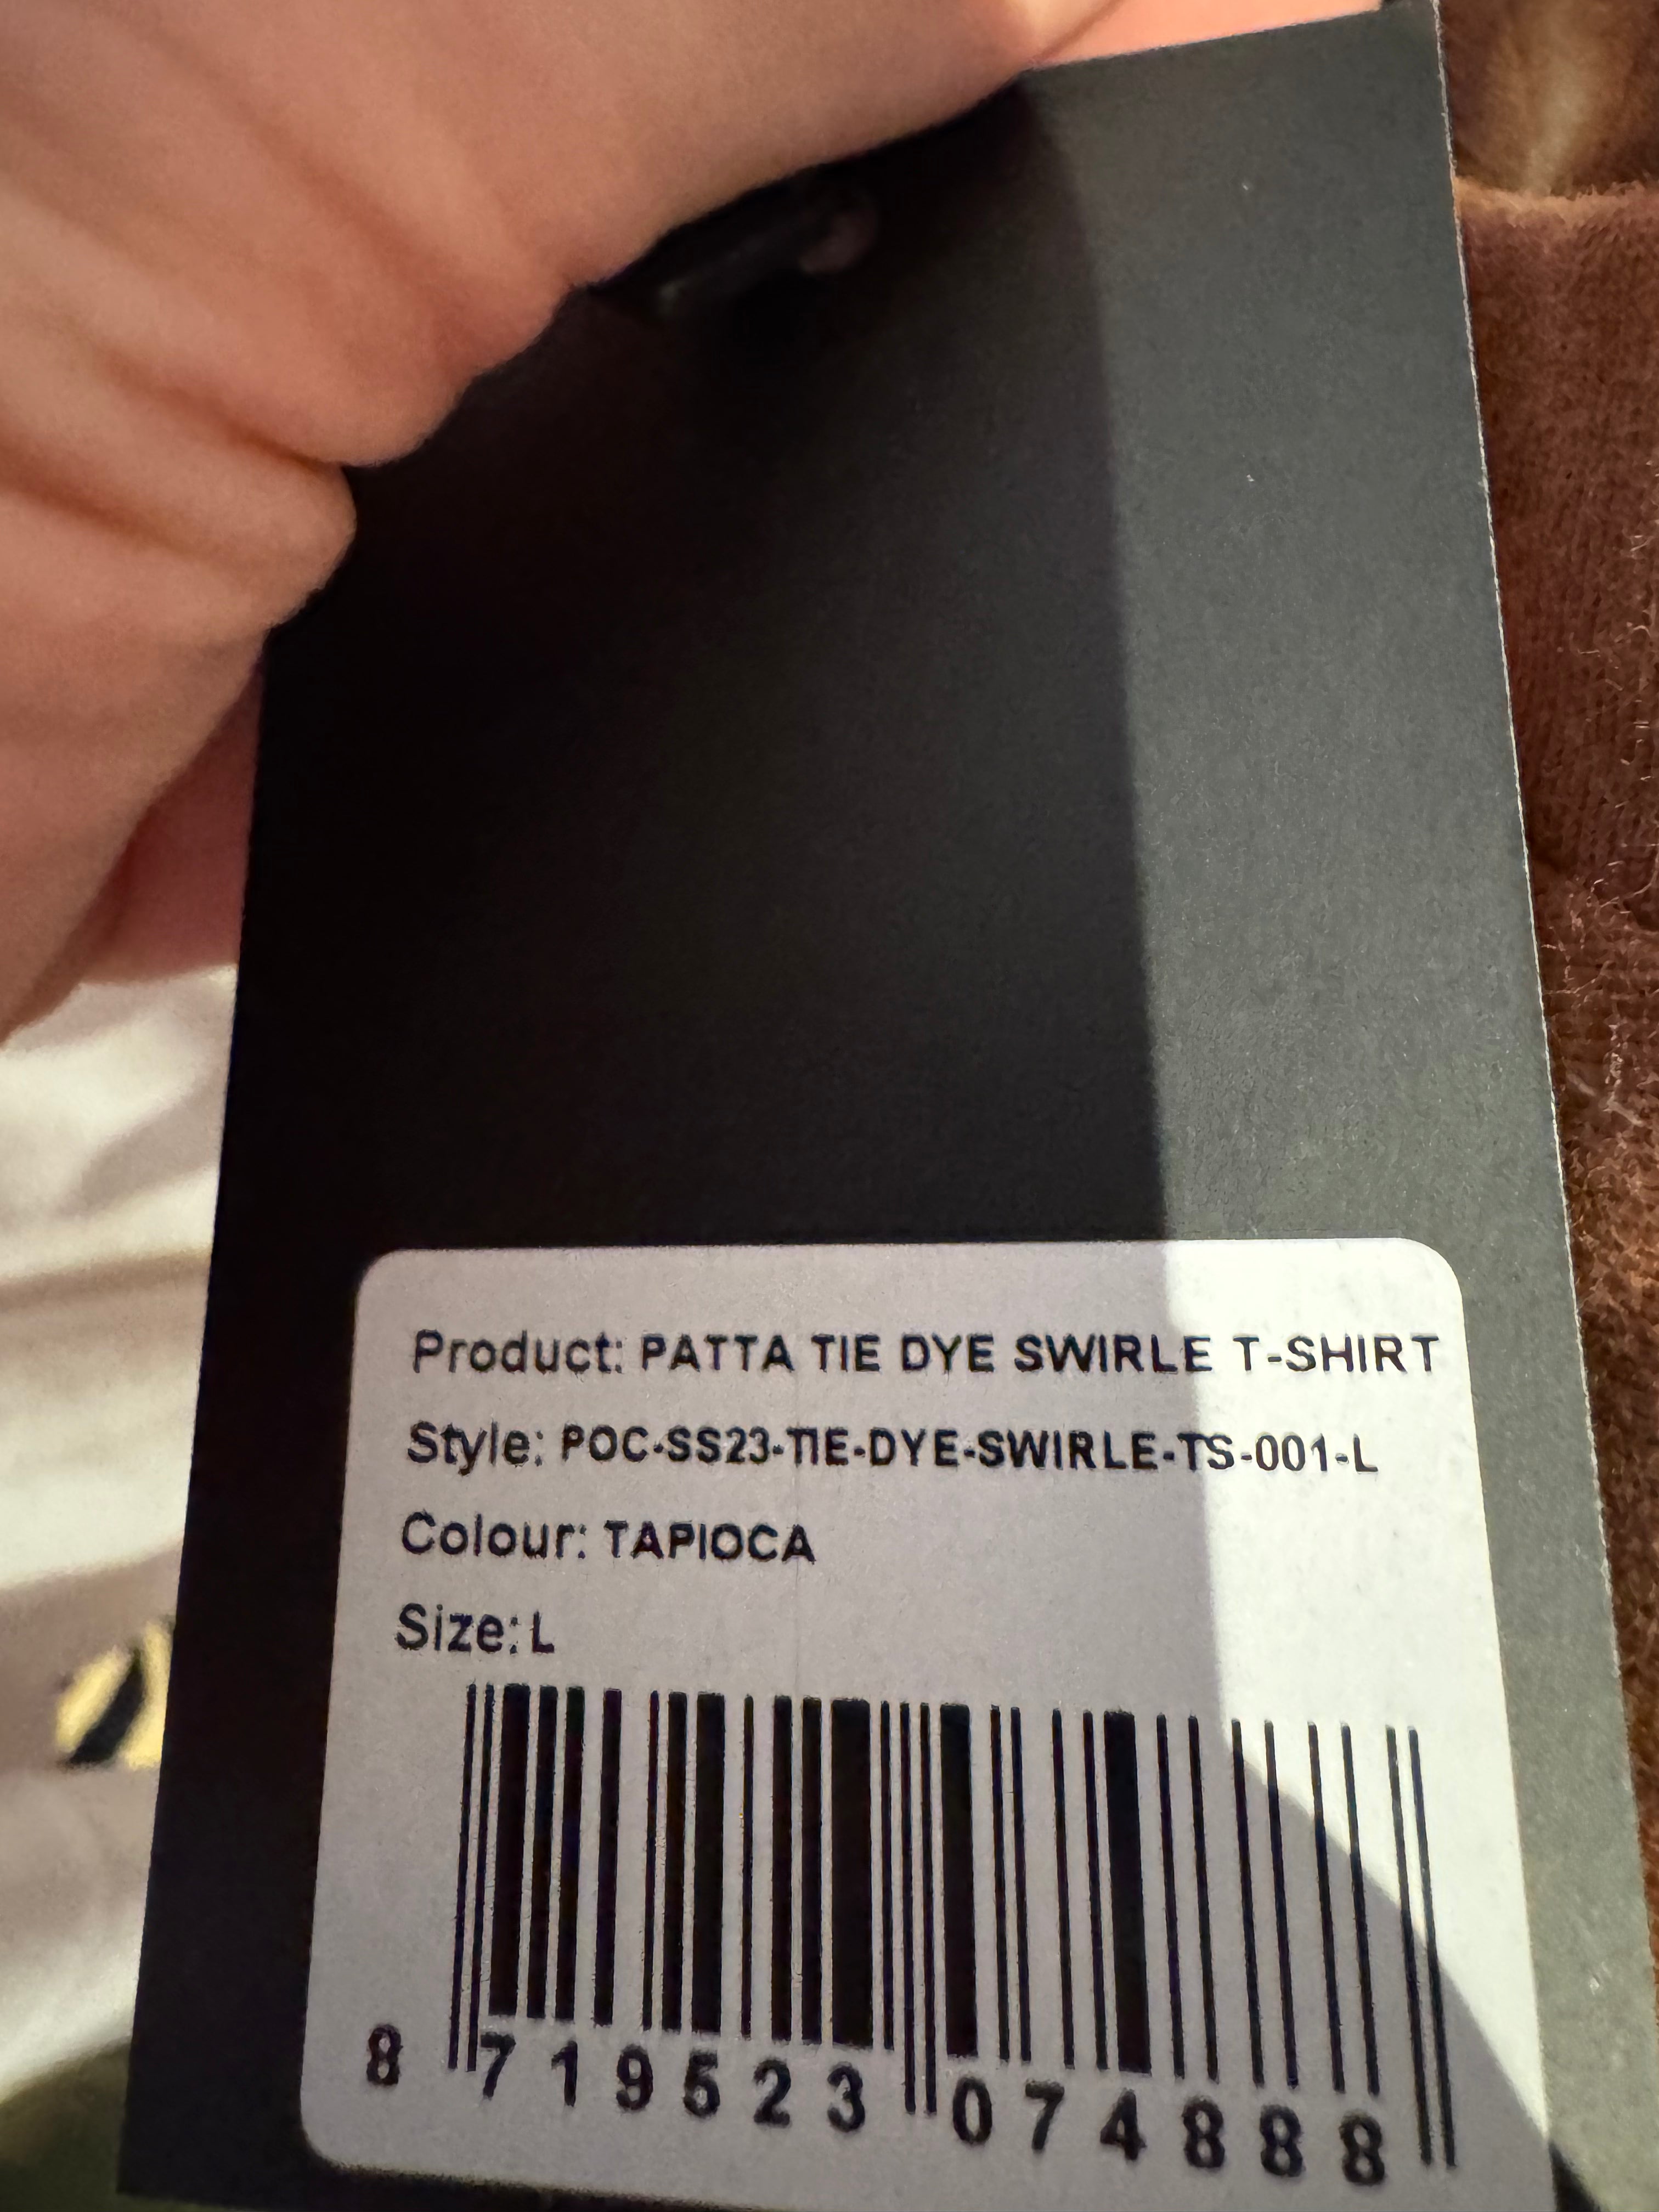 Product: PATTA TIE DYE SWIRLE T-SHIRT
Style: POC-SS23-TIE-DYE-SWIRLE-TS-001-L
Colour: TAPIOCA
Size: L
8 719523 074888